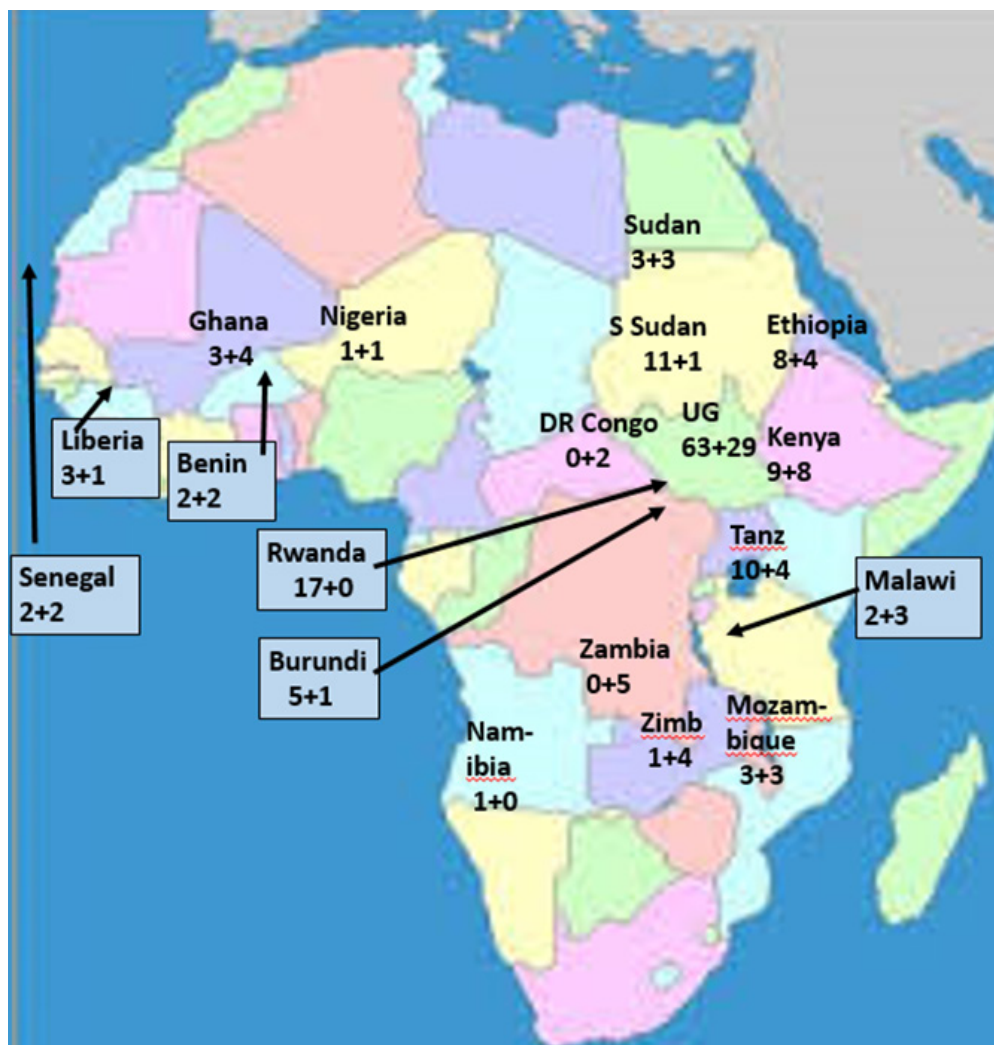 Sudan
3+3
Ghana
3+4
Nigeria
1+1
S Sudan
11+1
Ethiopia
8+4
Liberia
3+1
Benin
2+2
DR Congo
0+2
UG
63+29
Kenya
9+8
Senegal
2+2
Rwanda
17+0
Tanz
10+4
Malawi
2+3
Burundi
5+1
Zambia
0+5
Nam-
ibia
1+0
Zimb
1+4
Mozam-
bique
3+3